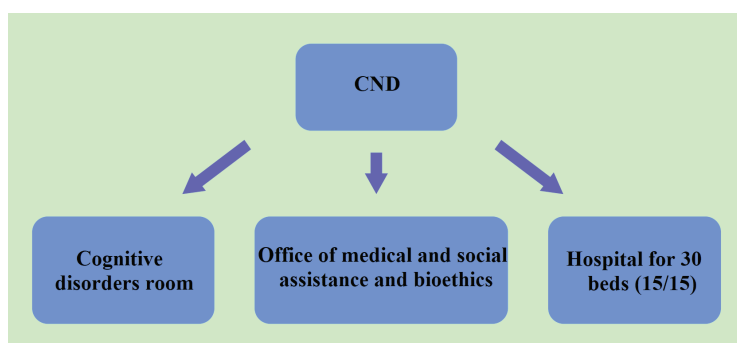 CND
Cognitive
disorders room
Office of medical and social
assistance and bioethics
Hospital for 30
beds (15/15)